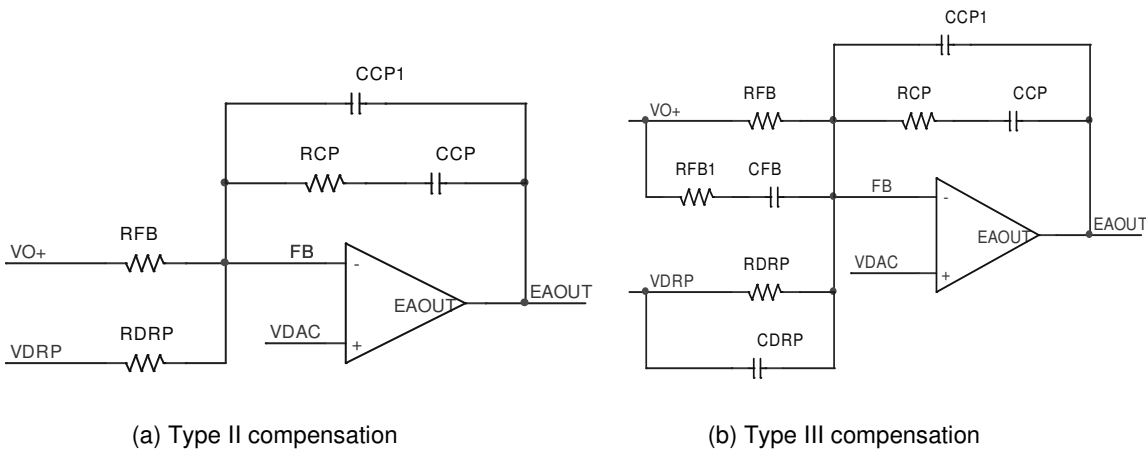 CCP1
RCP CCP
RFB
VO+
FB
EAOUT
EAOUT
RDRP
VDAC
VDRP
-
+
(a) Type II compensation
CCP1
RFB
RCP CCP
VO+
RFB1 CFB
FB
EAOUT
EAOUT
VDAC
RDRP
VDRP
CDRP
-
+
(b) Type III compensation